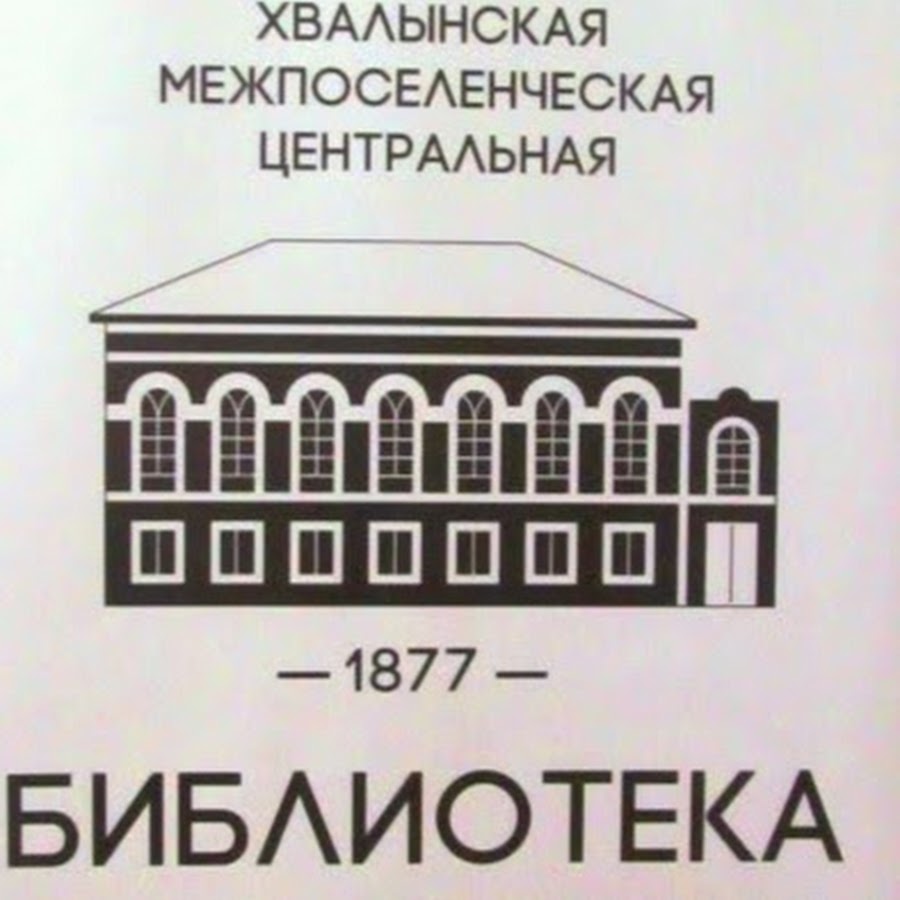 ХВАЛЫНСКАЯ
МЕЖПОСЕЛЕНЧЕСКАЯ
ЦЕНТРАЛЬНАЯ
— 1877 —
БИБЛИОТЕКА